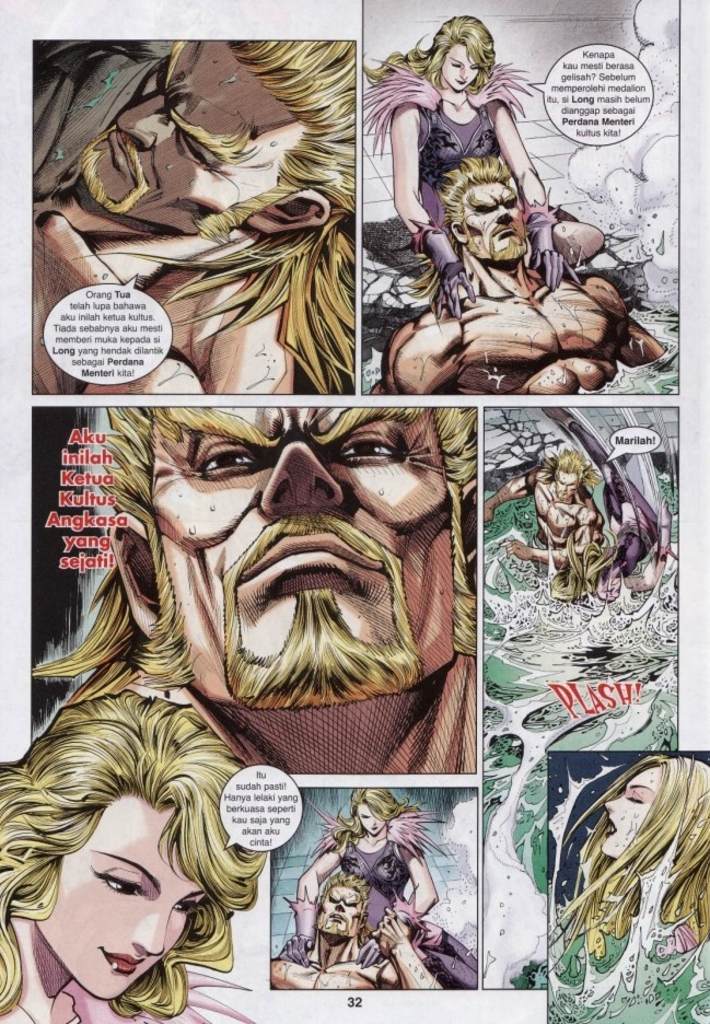 Orang Tua
telah lupa bahawa
aku inilah ketua kultus.
Tiada sebabnya aku mesti
memberi muka kepada si
Long yang hendak dilantik
sebagai Perdana
Menteri kita!
Kenapa
kau mesti berasa
gelisah? Sebelum
memperolehi medalion
itu, si Long masih belum
dianggap sebagai
Perdana Menteri
kultus kita!
Aku
inilah
Ketua
Kultus
Angkasa
yang
sejati!
Marilah!
PLASH!
Itu
sudah pasti!
Hanya lelaki yang
berkuasa seperti
kau saja yang
akan aku
cinta!
32